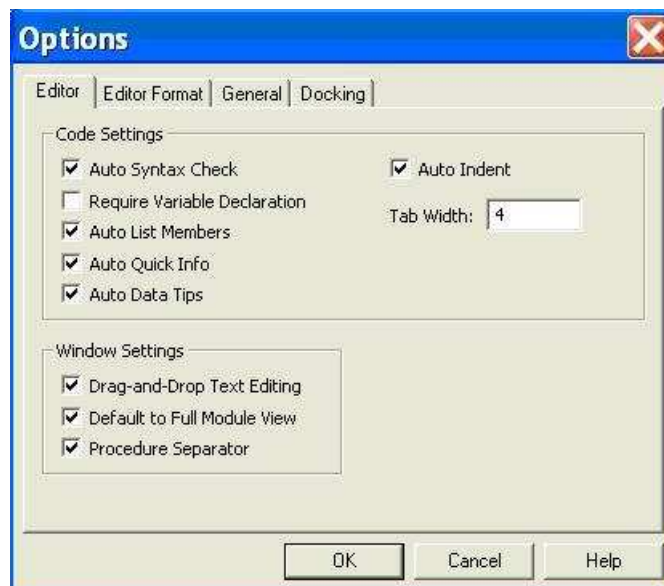 Options
Editor
Editor Format
General
Docking
Code Settings
Auto Syntax Check
Require Variable Declaration
Auto List Members
Auto Quick Info
Auto Data Tips
Auto Indent
Tab Width: 4
Window Settings
Drag-and-Drop Text Editing
Default to Full Module View
Procedure Separator
OK
Cancel
Help